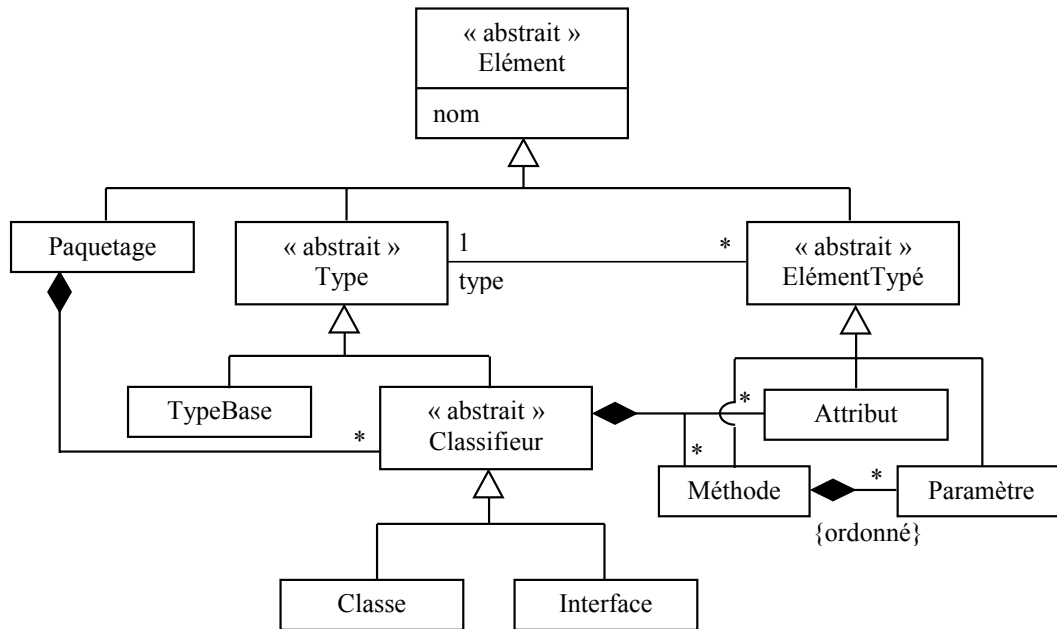 « abstrait »
Elément
nom
Paquetage
« abstrait »
Type
1
type
*
« abstrait »
ElémentTypé
TypeBase
*
« abstrait »
Classifieur
*
Attribut
*
Méthode
*
Paramètre
{ordonné}
Classe
Interface